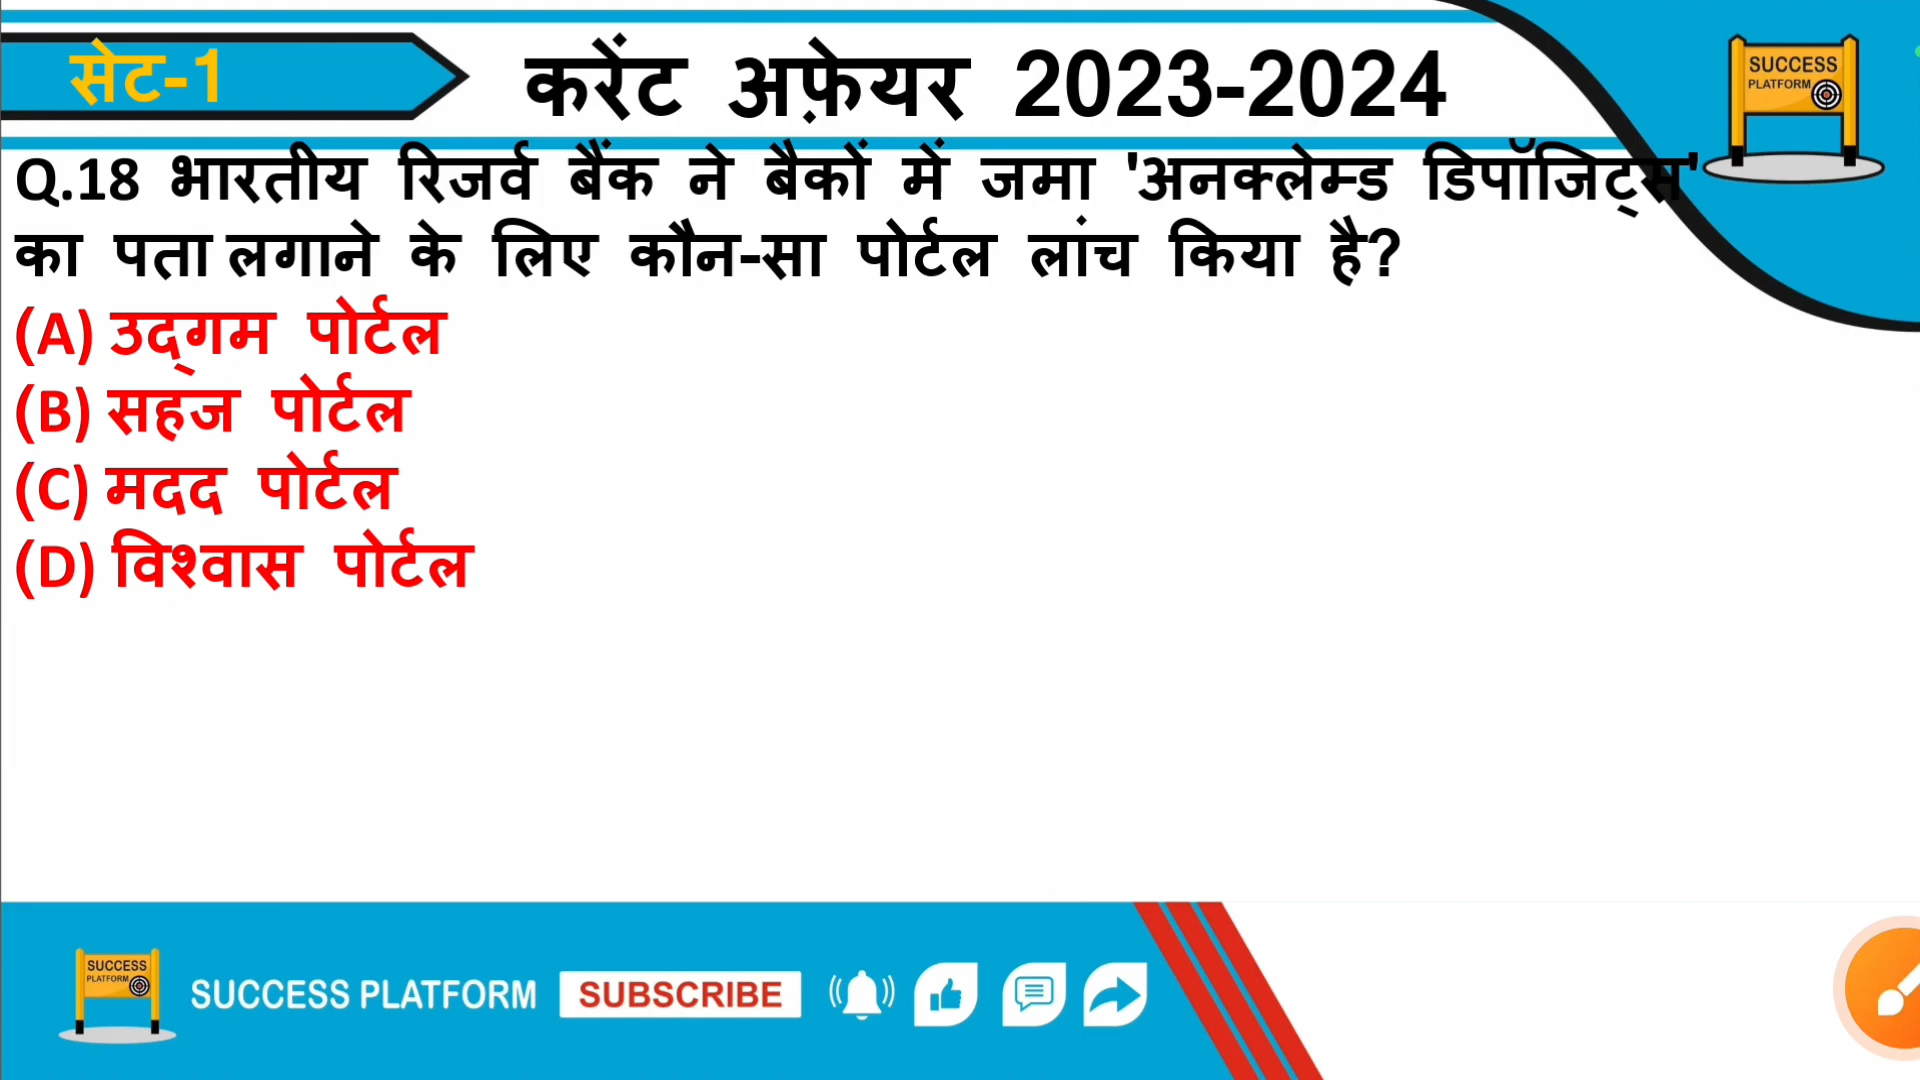 सेट-1
करेंट अफ़ेयर 2023-2024
SUCCESS
PLATFORM
Q.18 भारतीय रिजर्व बैंक ने बैकों में जमा 'अनक्लेम्ड डिपॉजिट्स'
का पता लगाने के लिए कौन-सा पोर्टल लांच किया है?
(A) उद्गम पोर्टल
(B) सहज पोर्टल
(C) मदद पोर्टल
(D) विश्वास पोर्टल
SUCCESS
PLATFORM
SUCCESS PLATFORM
SUBSCRIBE